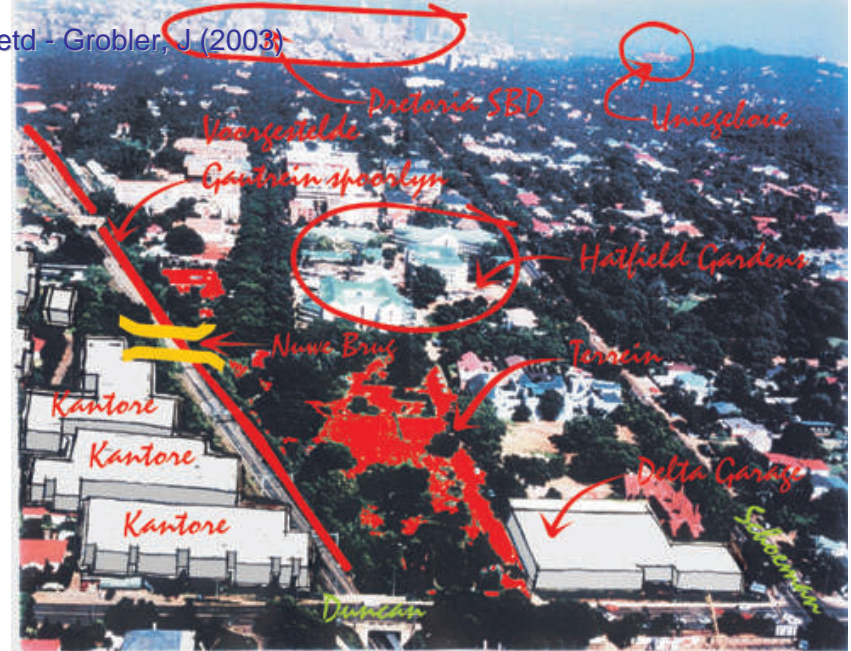 etd - Grobler, J (2003)
Pretoria SBD
Uniegeboue
Voorgestelde
Gautrein spoorlyn
Hatfield Gardens
Nuwe Brug
Terrein
Kantore
Kantore
Kantore
Delta Garage
Schoeman
Duncan